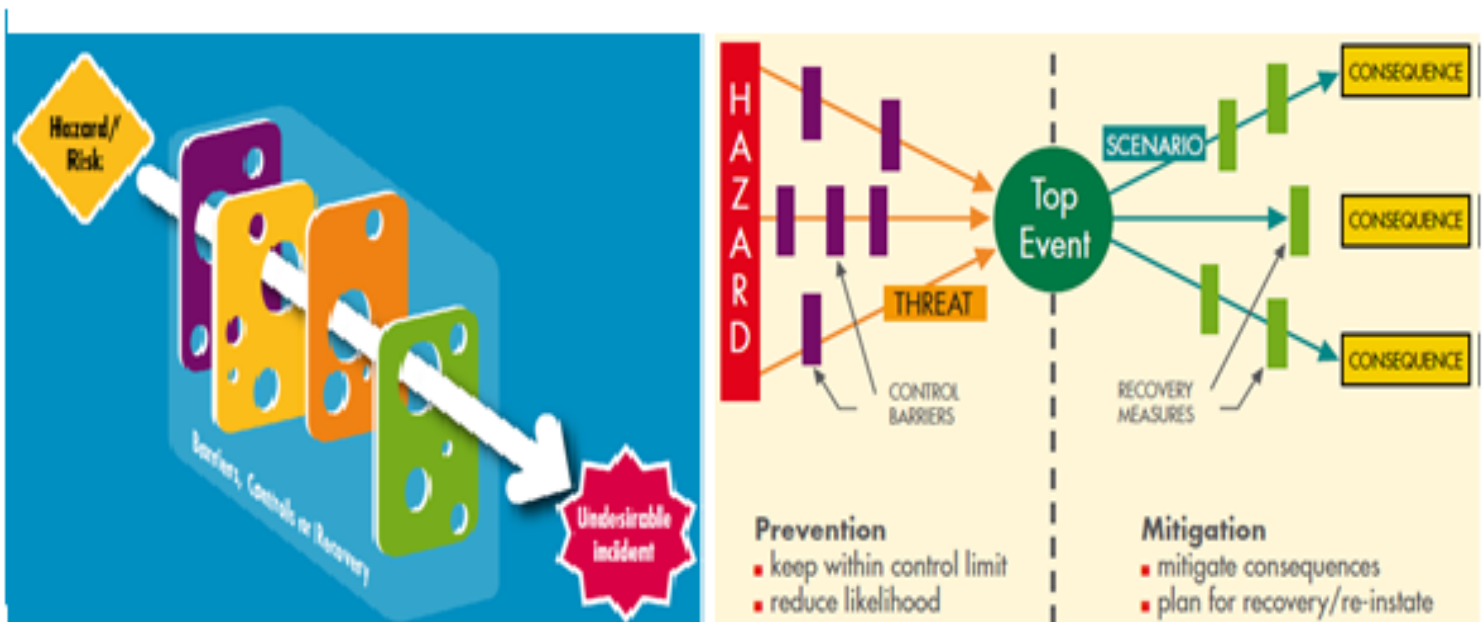 Hazard/
Risk
Barriers, Controls or Recovery
Undesirable
incident
HAZARD
THREAT
CONTROL
BARRIERS
Top
Event
SCENARIO
RECOVERY
MEASURES
CONSEQUENCE
CONSEQUENCE
CONSEQUENCE
Prevention
▪ keep within control limit
▪ reduce likelihood
Mitigation
▪ mitigate consequences
▪ plan for recovery/re-instate